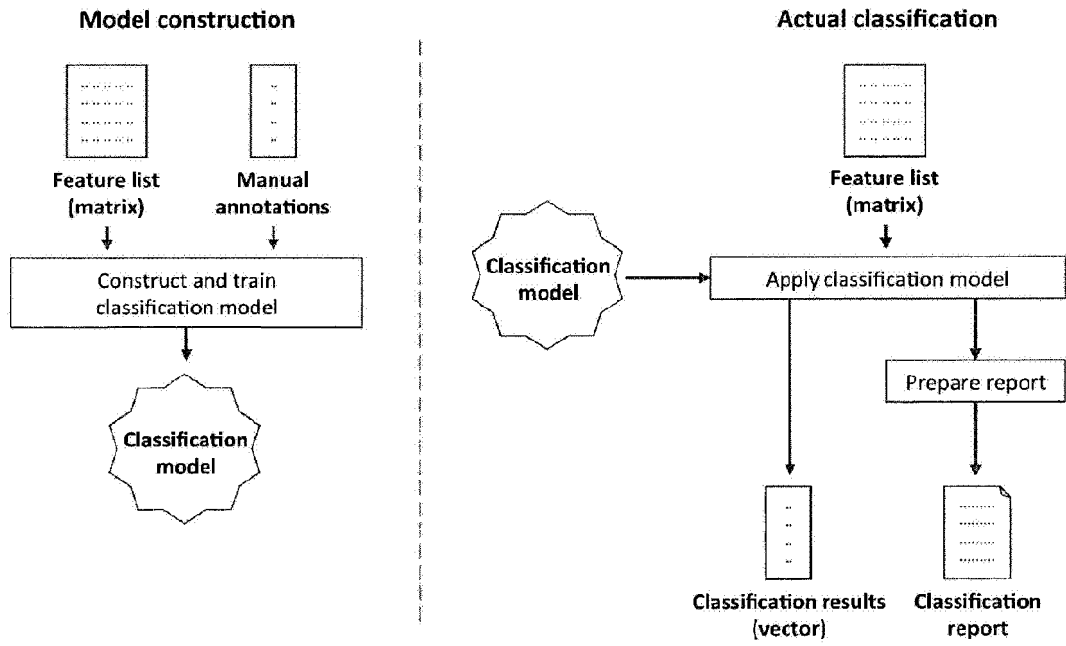 Model construction
Feature list
(matrix)
Manual
annotations
Construct and train
classification model
Classification
model
Actual classification
Feature list
(matrix)
Classification
model
Apply classification model
Prepare report
Classification results
(vector)
Classification
report